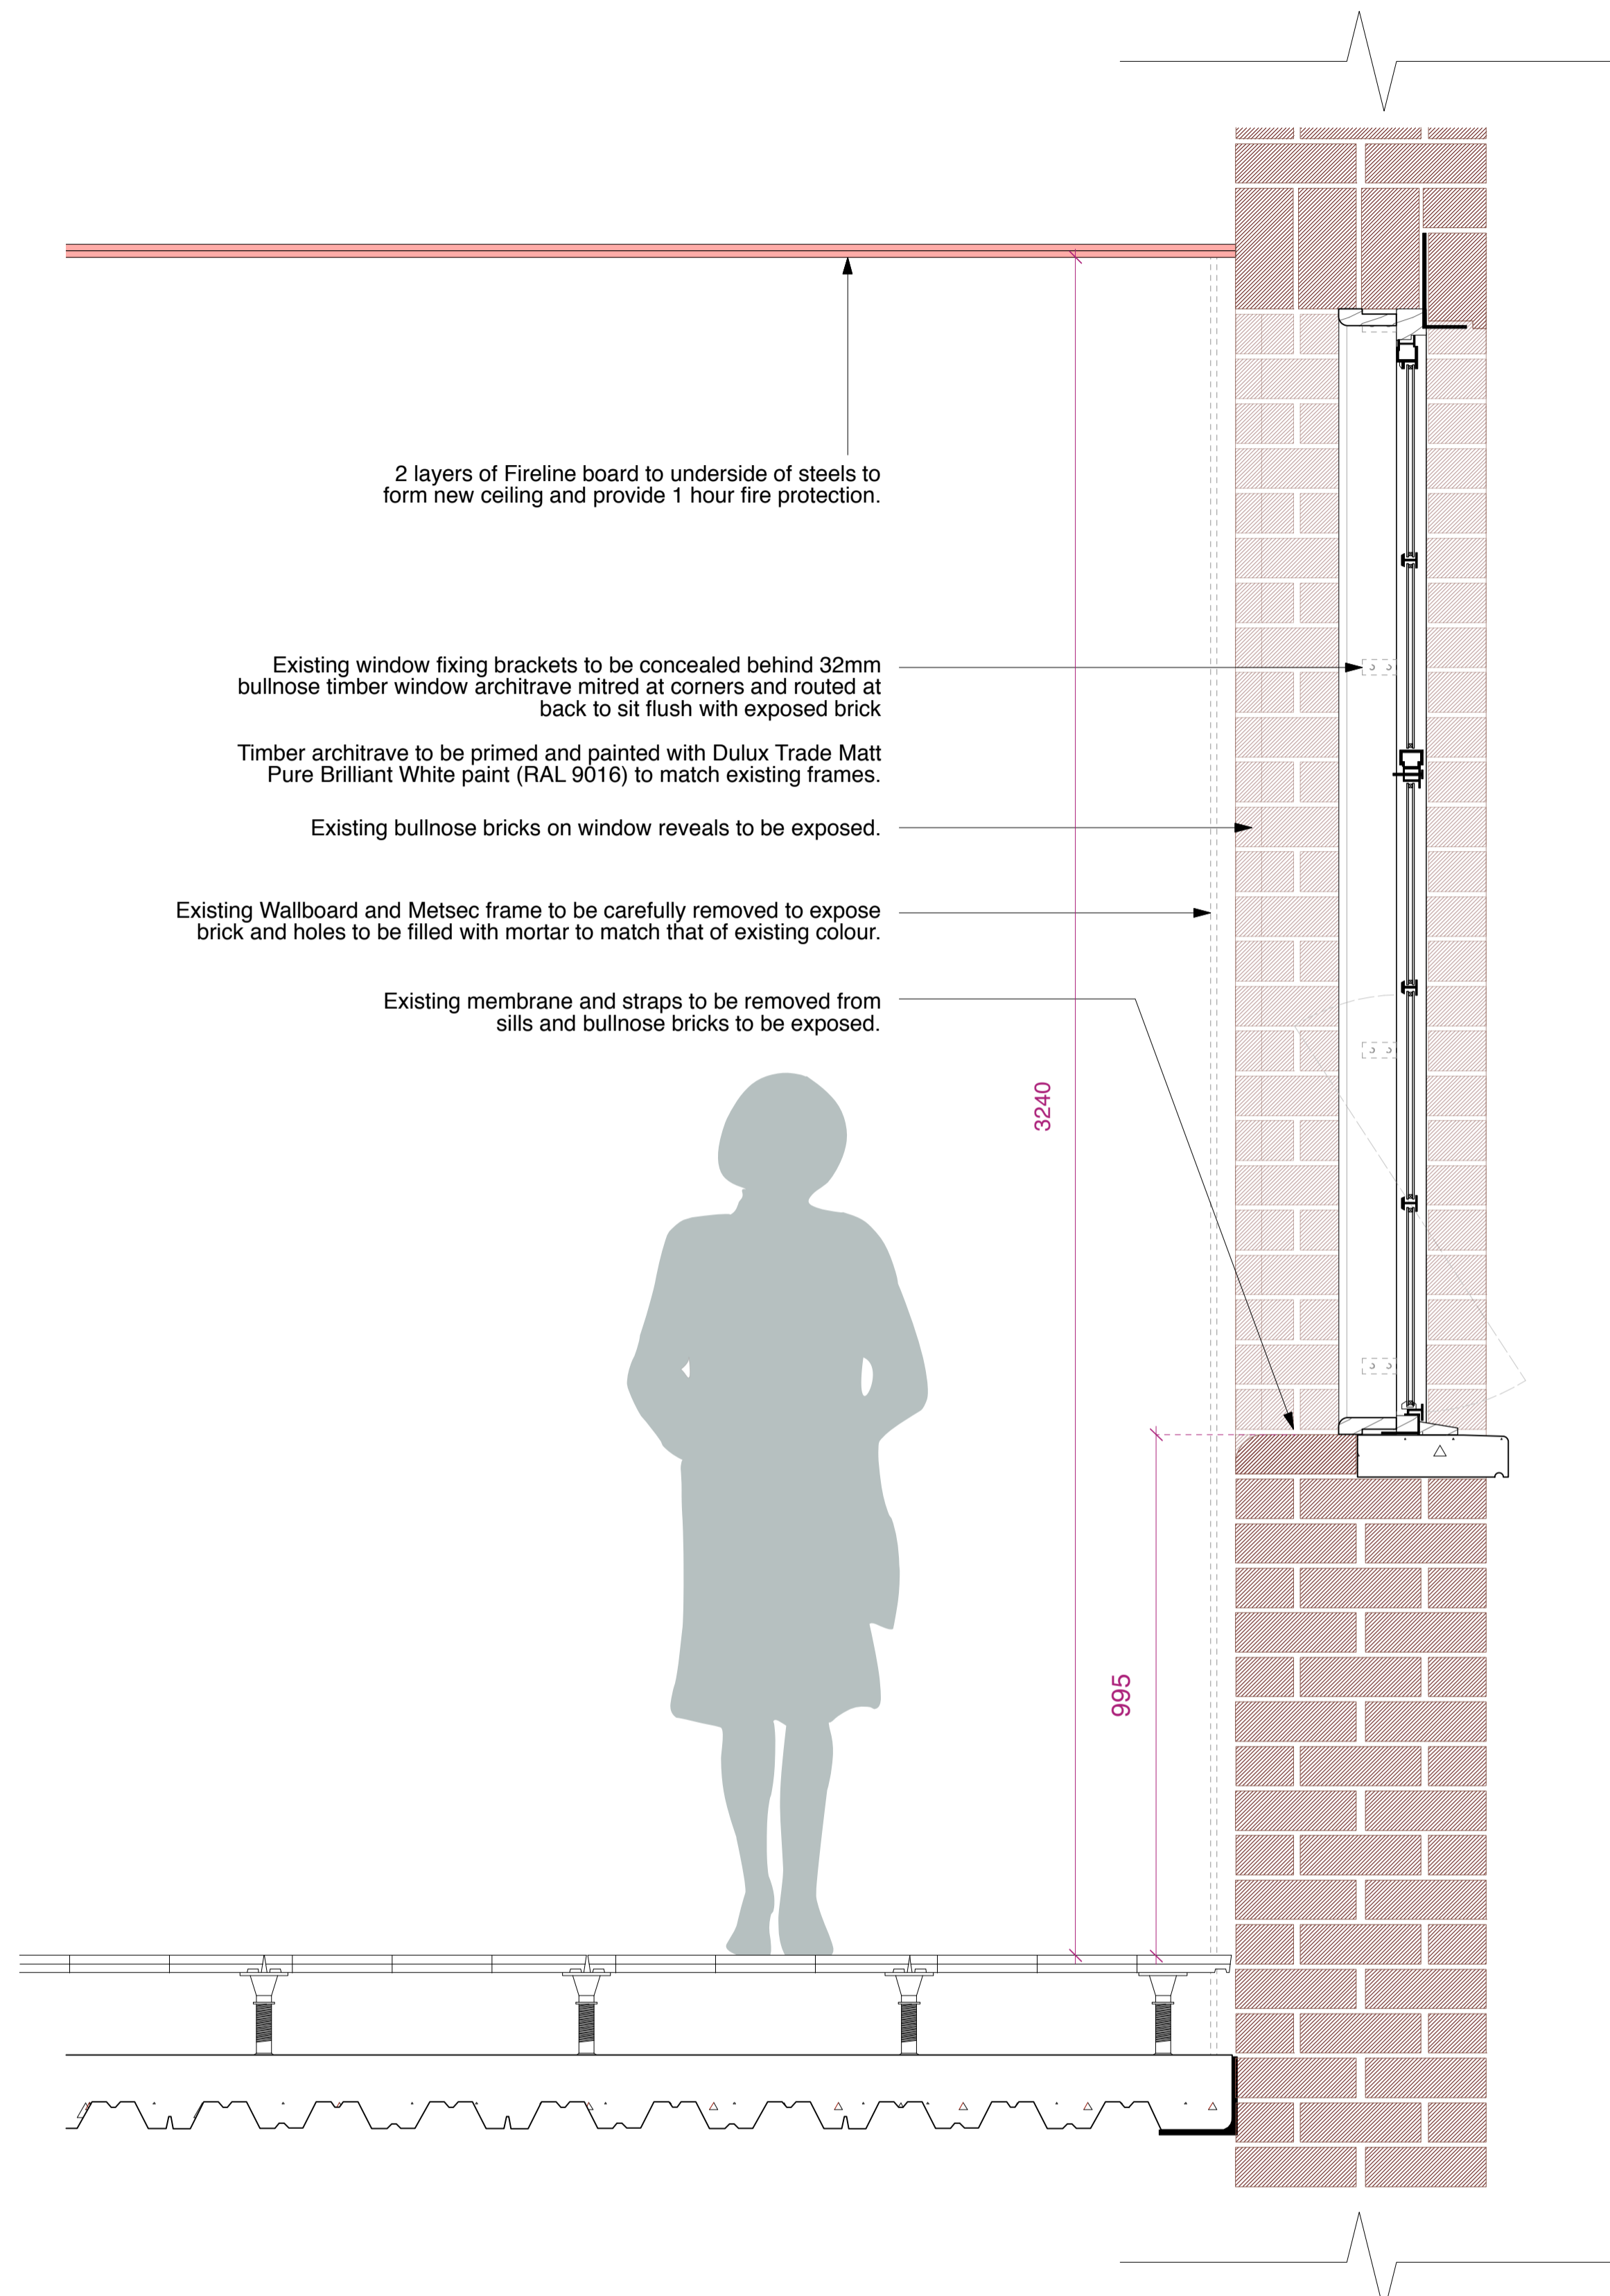 2 layers of Fireline board to underside of steels to
form new ceiling and provide 1 hour fire protection.
Existing window fixing brackets to be concealed behind 32mm
bullnose timber window architrave mitred at corners and routed at
back to sit flush with exposed brick
Timber architrave to be primed and painted with Dulux Trade Matt
Pure Brilliant White paint (RAL 9016) to match existing frames.
Existing bullnose bricks on window reveals to be exposed.
Existing Wallboard and Metsec frame to be carefully removed to expose
brick and holes to be filled with mortar to match that of existing colour.
Existing membrane and straps to be removed from
sills and bullnose bricks to be exposed.
3240
995